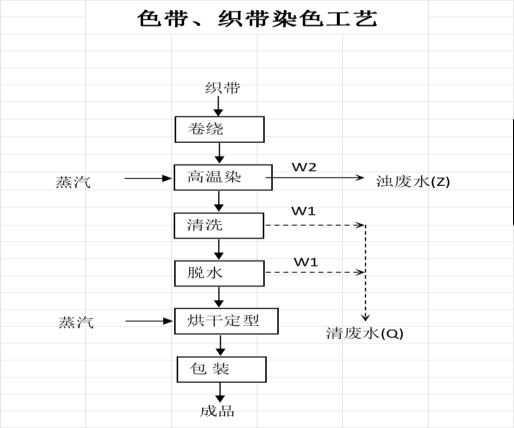 色带、织带染色工艺
织带
卷绕
高温染
W2
蒸汽
浊废水(Z)
W1
清洗
W1
脱水
烘干定型
蒸汽
清废水(Q)
包 装
成品